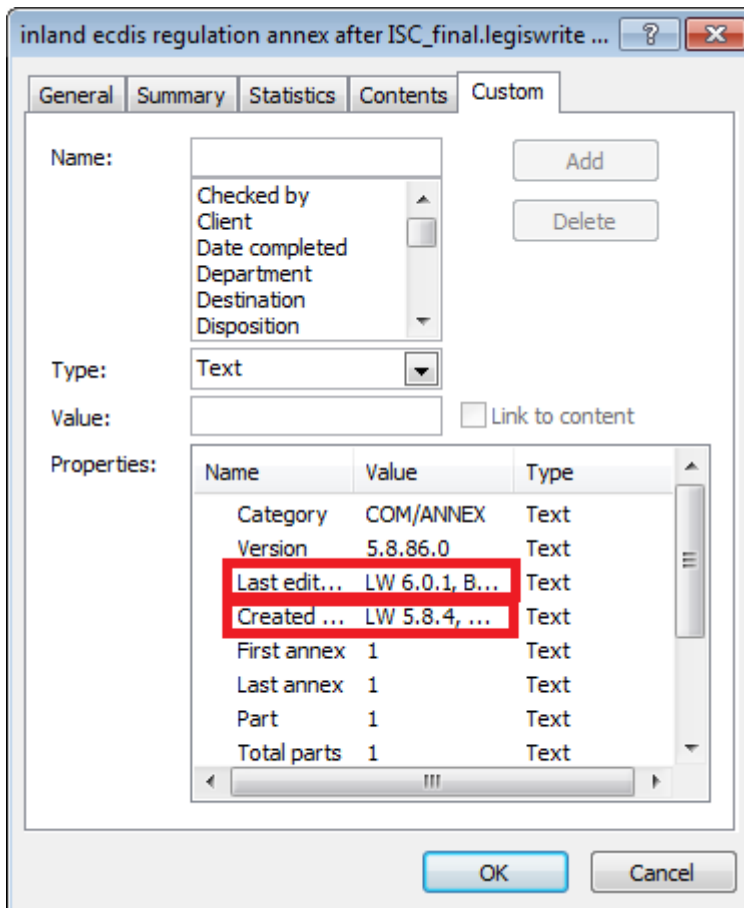 inland ecdis regulation annex after ISC_final.legiswrite ...
General Summary Statistics Contents Custom
Name: Add
Checked by
Client
Delete
Date completed
Department
Destination
Disposition
Type: Text
Value: Link to content
Properties:
Name Value Type
Category COM/ANNEX Text
Version 5.8.86.0 Text
Last edit... LW 6.0.1, B... Text
Created ... LW 5.8.4, ... Text
First annex 1 Text
Last annex 1 Text
Part 1 Text
Total parts 1 Text
OK Cancel